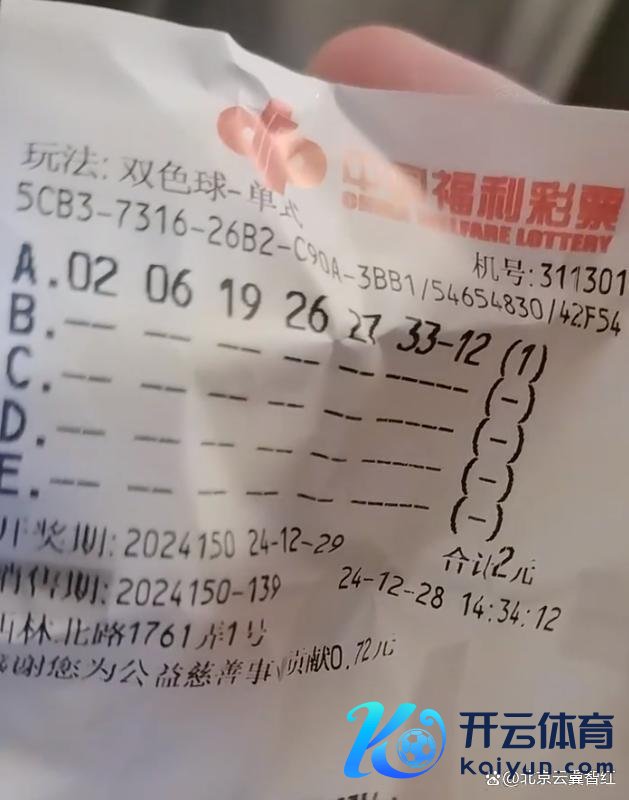 中国福利彩票
CHINA WELFARE LOTTERY
玩法: 双色球-单式
机号:311301
5CB3-7316-26B2-C90A-3BB1/54654830/42F54
A.02 06 19 26 27 33-12 (1)
B.-- -- -- -- -- ----- (-)
C.-- -- -- -- -- ----- (-)
D.-- -- -- -- -- ----- (-)
E.-- -- -- -- -- ----- (-)
开奖期:2024150 24-12-29
合计2元
销售期:2024150-139
24-12-28 14:34:12
山林北路1761弄1号
感谢您为公益慈善事 贡献0.72元
开云体育
kaiyun.com
@北京云冀智红